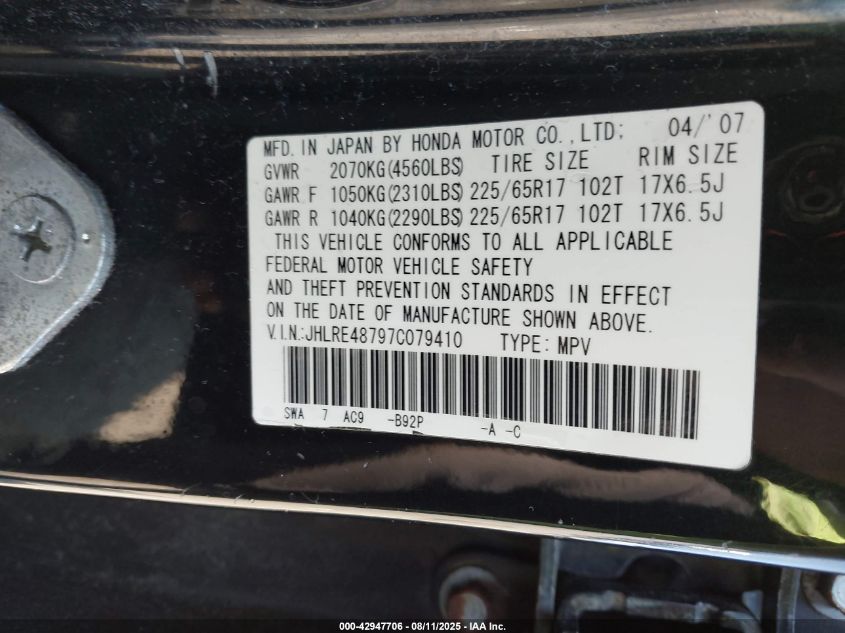 MFD. IN JAPAN BY HONDA MOTOR CO.,LTD; 04/'07
GVWR 2070KG(4560LBS) TIRE SIZE RIM SIZE
GAWR F 1050KG(2310LBS) 225/65R17 102T 17X6.5J
GAWR R 1040KG(2290LBS) 225/65R17 102T 17X6.5J
THIS VEHICLE CONFORMS TO ALL APPLICABLE
FEDERAL MOTOR VEHICLE SAFETY
AND THEFT PREVENTION STANDARDS IN EFFECT
ON THE DATE OF MANUFACTURE SHOWN ABOVE.
V.I.N.:JHLRE48797C079410 TYPE: MPV
SWA 7 AC9 -B92P -A -C
000-42947706 - 08/11/2025 - IAA Inc.